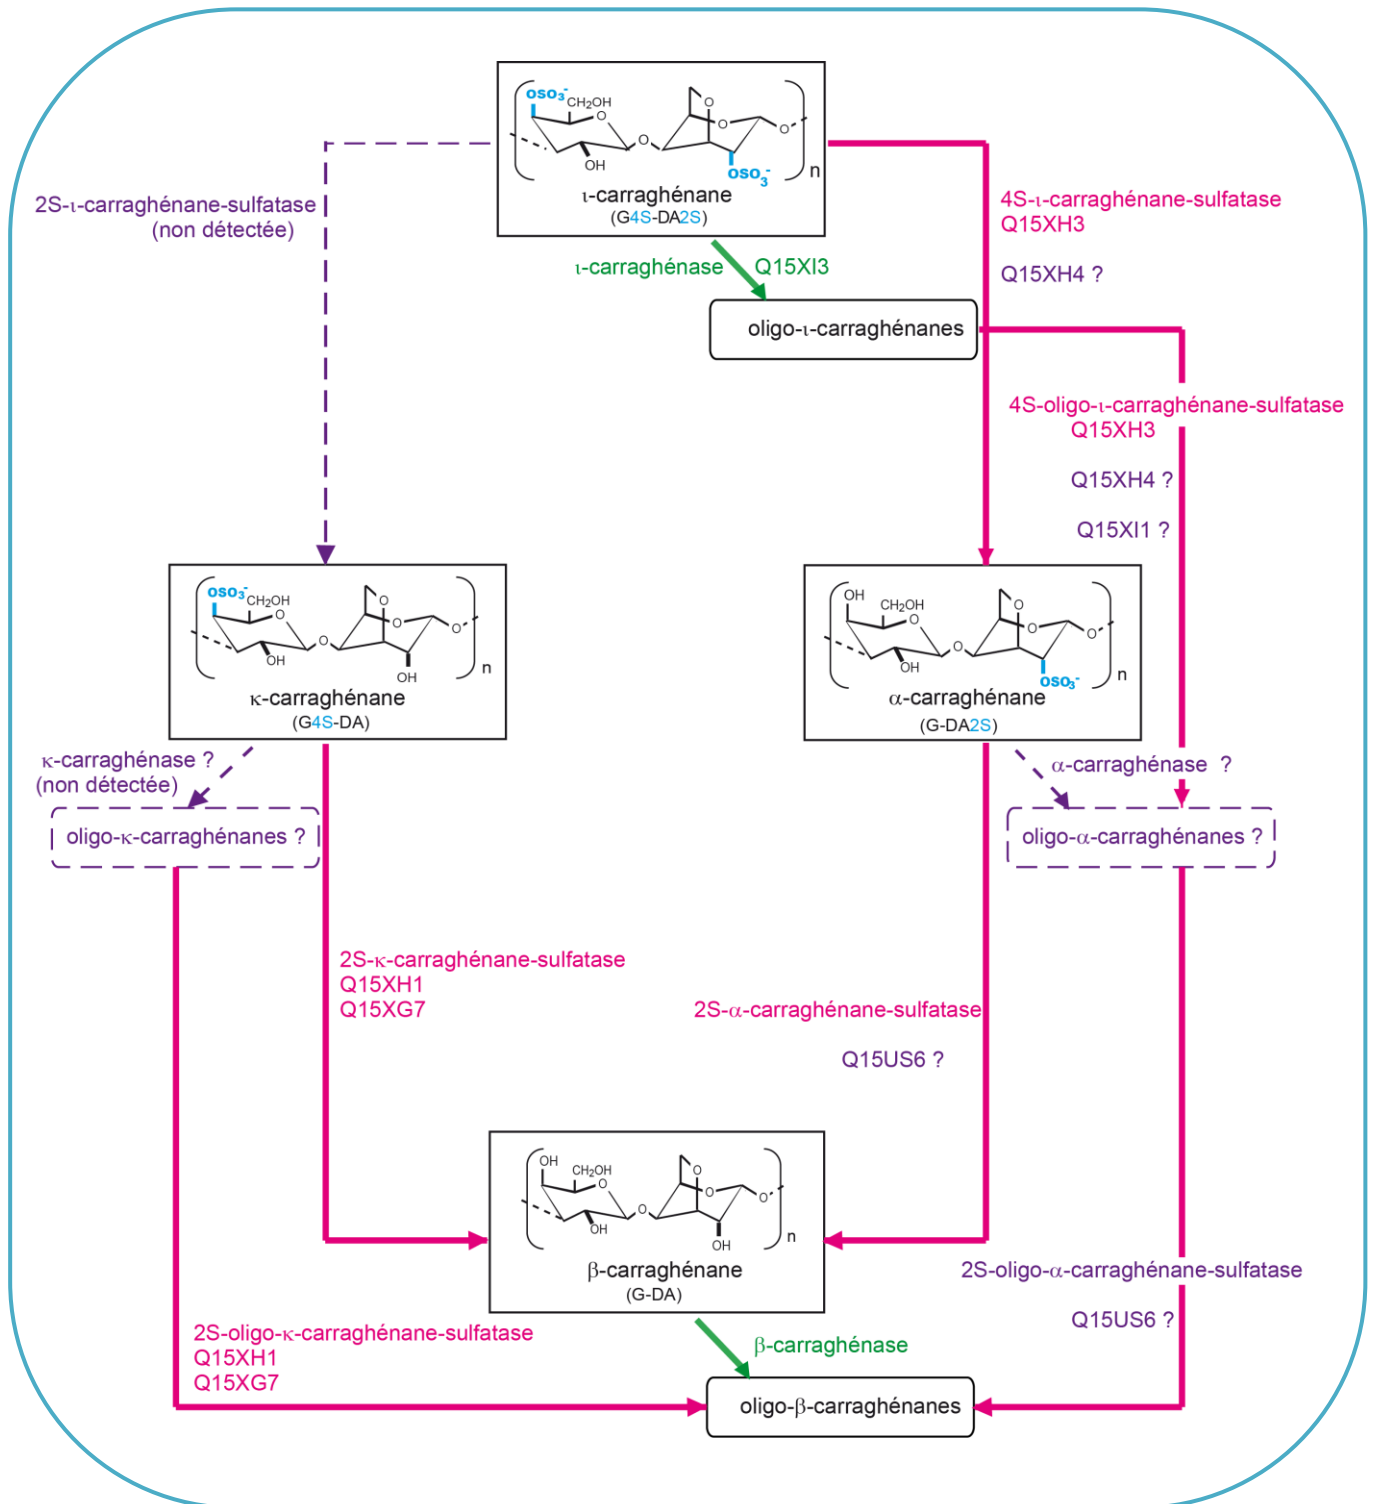 OSO3-
CH2OH
O
O
O
O
O
OH
OSO3-
n
ι-carraghénane
(G4S-DA2S)
2S-ι-carraghénane-sulfatase
(non détectée)
4S-ι-carraghénane-sulfatase
Q15XH3
Q15XH4 ?
ι-carraghénase
Q15XI3
oligo-ι-carraghénanes
4S-oligo-ι-carraghénane-sulfatase
Q15XH3
Q15XH4 ?
Q15XI1 ?
OSO3-
CH2OH
O
O
O
O
O
OH
OH
n
κ-carraghénane
(G4S-DA)
OH
CH2OH
O
O
O
O
O
OH
OSO3-
n
α-carraghénane
(G-DA2S)
κ-carraghénase ?
(non détectée)
α-carraghénase ?
oligo-κ-carraghénanes ?
oligo-α-carraghénanes ?
2S-κ-carraghénane-sulfatase
Q15XH1
Q15XG7
2S-α-carraghénane-sulfatase
Q15US6 ?
OH
CH2OH
O
O
O
O
O
OH
OH
n
β-carraghénane
(G-DA)
2S-oligo-α-carraghénane-sulfatase
Q15US6 ?
2S-oligo-κ-carraghénane-sulfatase
Q15XH1
Q15XG7
β-carraghénase
oligo-β-carraghénanes